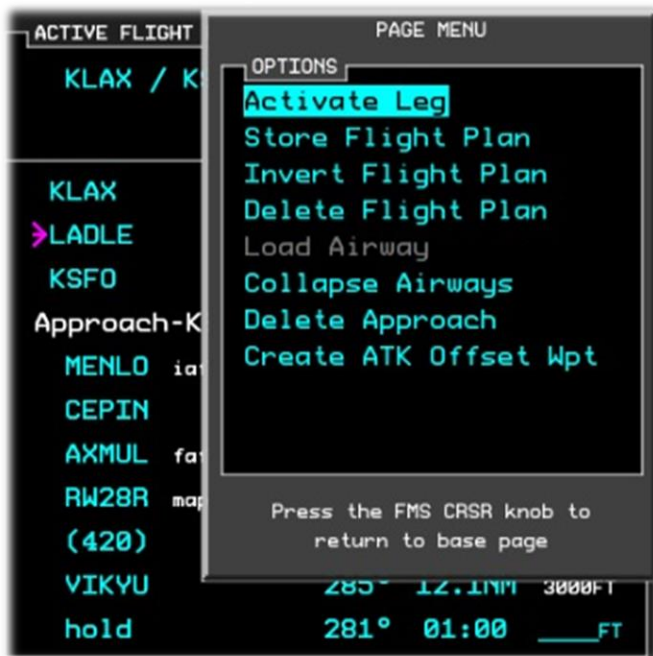 ACTIVE FLIGHT
KLAX / KS
KLAX
LADLE
KSFO
Approach-K
MENLO
CEPIN
AXMUL
RW28R
(420)
VIKYU 285° 12.1NM 3000FT
hold 281° 01:00 ____FT
PAGE MENU
OPTIONS
Activate Leg
Store Flight Plan
Invert Flight Plan
Delete Flight Plan
Load Airway
Collapse Airways
Delete Approach
Create ATK Offset Wpt
Press the FMS CRSR knob to
return to base page